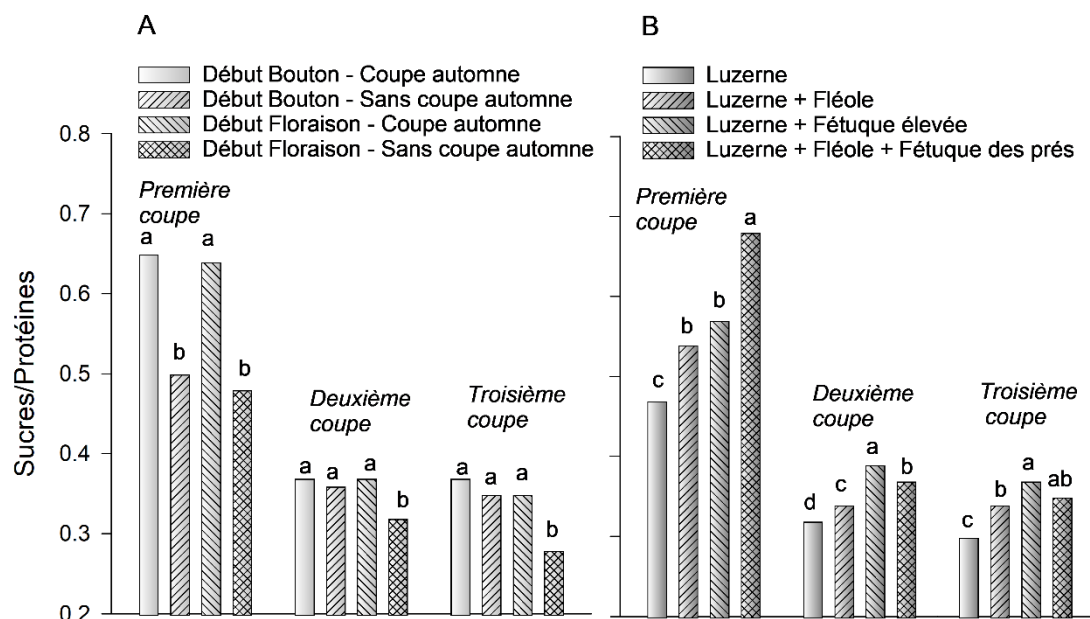 A
Début Bouton - Coupe automne
Début Bouton - Sans coupe automne
Début Floraison - Coupe automne
Début Floraison - Sans coupe automne
Sucres/Protéines
0.8
0.7
0.6
0.5
0.4
0.3
0.2
Première
coupe
a
b
a
b
Deuxième
coupe
a
a
a
b
Troisième
coupe
a
a
a
b
B
Luzerne
Luzerne + Fléole
Luzerne + Fétuque élevée
Luzerne + Fléole + Fétuque des prés
Première
coupe
c
b
b
a
Deuxième
coupe
d
c
a
b
Troisième
coupe
c
b
a
ab